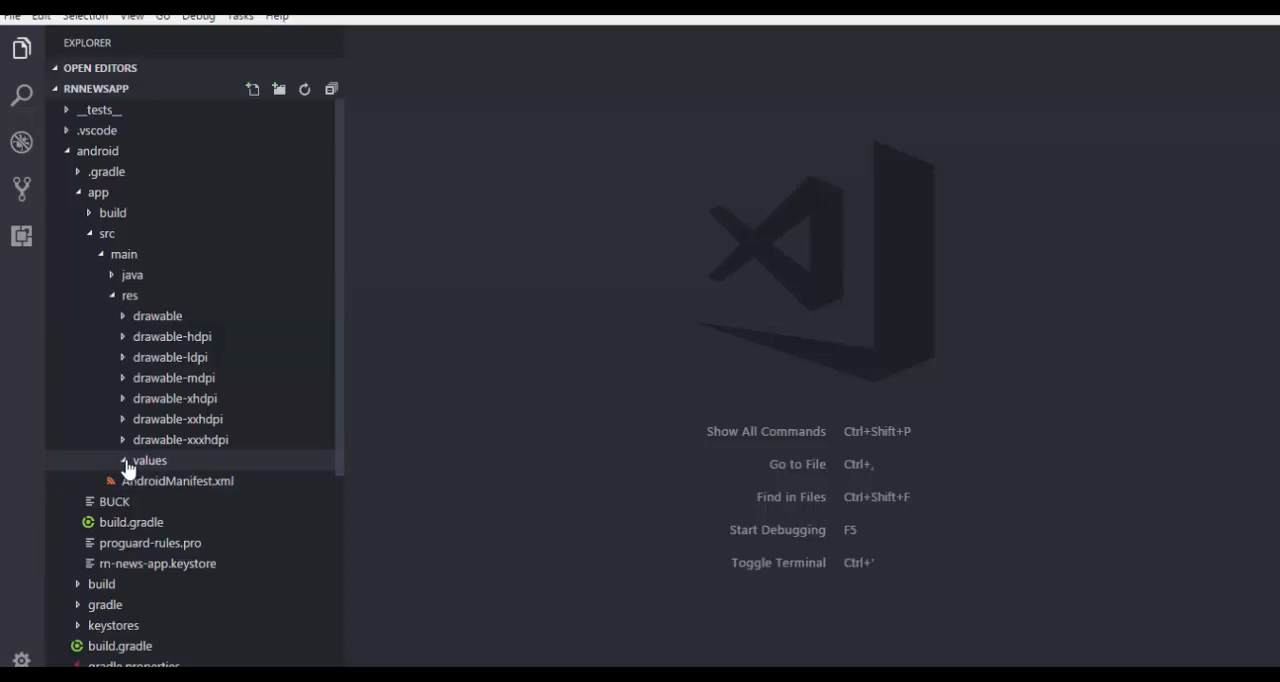 File Edit Selection View Go Debug Tasks Help
EXPLORER
OPEN EDITORS
RNNEWSAPP
__tests__
.vscode
android
.gradle
app
build
src
main
java
res
drawable
drawable-hdpi
drawable-ldpi
drawable-mdpi
drawable-xhdpi
drawable-xxhdpi
drawable-xxxhdpi
values
AndroidManifest.xml
BUCK
build.gradle
proguard-rules.pro
rn-news-app.keystore
build
gradle
keystores
build.gradle
gradle.properties
Show All Commands Ctrl+Shift+P
Go to File Ctrl+,
Find in Files Ctrl+Shift+F
Start Debugging F5
Toggle Terminal Ctrl+'